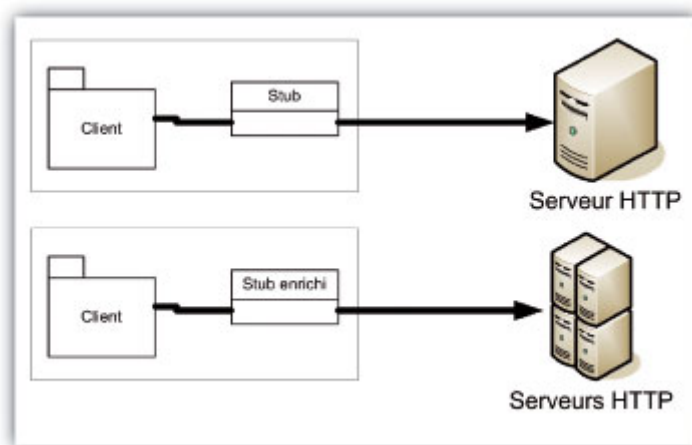 Client
Stub
Serveur HTTP
Client
Stub enrichi
Serveurs HTTP